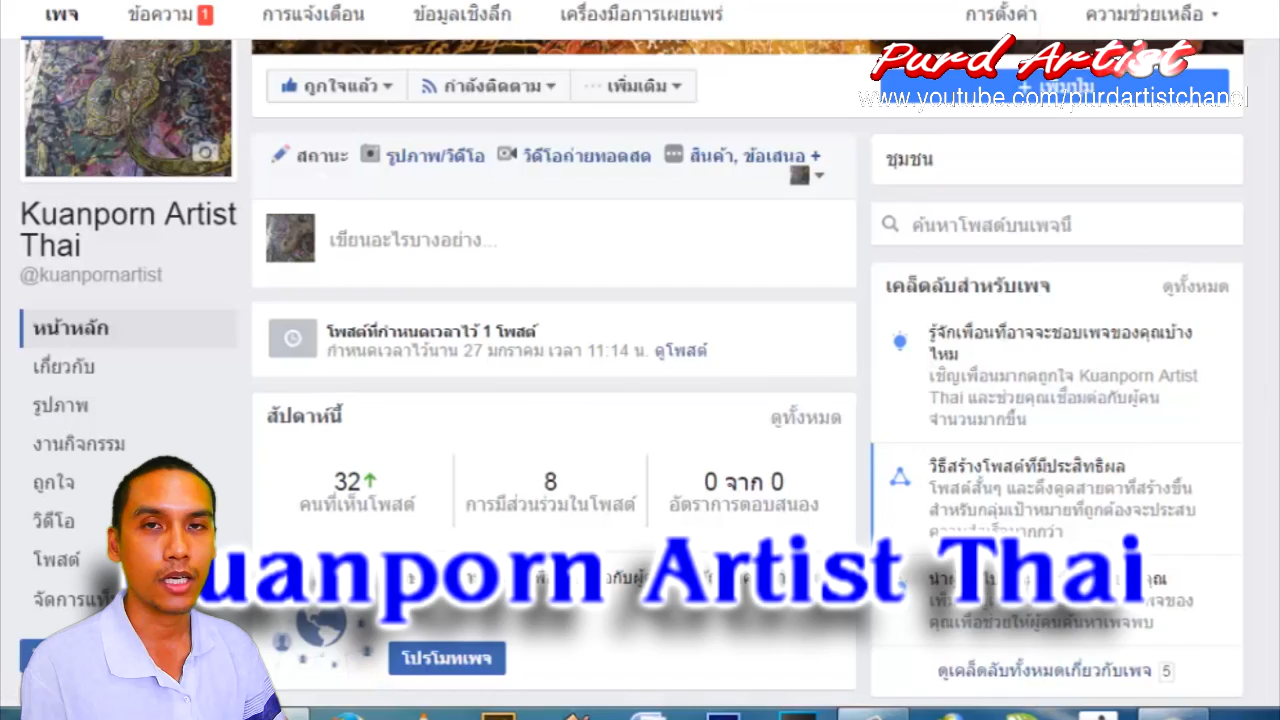 เพจ
ข้อความ 1
การแจ้งเตือน
ข้อมูลเชิงลึก
เครื่องมือการเผยแพร่
การตั้งค่า
ความช่วยเหลือ
Purd Artist
www.youtube.com/purdartistchanel
ถูกใจแล้ว
กำลังติดตาม
เพิ่มเติม
+ เพิ่มปุ่ม
สถานะ
รูปภาพ/วิดีโอ
วิดีโอถ่ายทอดสด
สินค้า, ข้อเสนอ +
ชุมชน
Kuanporn Artist
Thai
@kuanpornartist
เขียนอะไรบางอย่าง...
ค้นหาโพสต์บนเพจนี้
หน้าหลัก
เกี่ยวกับ
รูปภาพ
งานกิจกรรม
ถูกใจ
วิดีโอ
โพสต์
โพสต์ที่กำหนดเวลาไว้ 1 โพสต์
กำหนดเวลาไว้นาน 27 มกราคม เวลา 11:14 น. ดูโพสต์
สัปดาห์นี้
ดูทั้งหมด
32
คนที่เห็นโพสต์
8
การมีส่วนร่วมในโพสต์
0 จาก 0
อัตราการตอบสนอง
โปรโมทเพจ
เคล็ดลับสำหรับเพจ
ดูทั้งหมด
รู้จักเพื่อนที่อาจจะชอบเพจของคุณบ้าง
ไหม
เชิญเพื่อนมากดถูกใจ Kuanporn Artist
Thai และช่วยคุณเชื่อมต่อกับผู้คน
จำนวนมากขึ้น
วิธีสร้างโพสต์ที่มีประสิทธิผล
โพสต์สั้นๆ และดึงดูดสายตาที่สร้างขึ้น
สำหรับกลุ่มเป้าหมายที่ถูกต้องจะประสบ
ความสำเร็จมากกว่า
คุณเพื่อช่วยให้ผู้คนค้นหาเพจพบ
ดูเคล็ดลับทั้งหมดเกี่ยวกับเพจ 5
uanporn Artist Thai